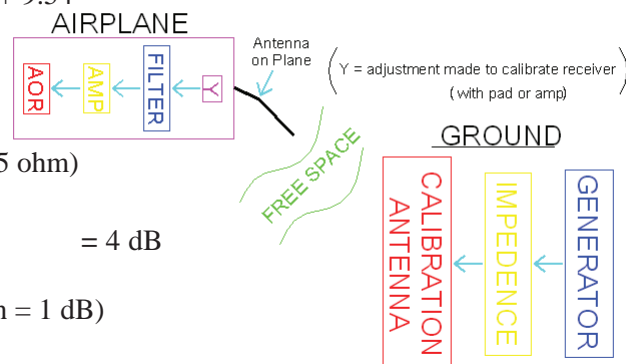 AIRPLANE
Antenna
on Plane
AOR
AMP
FILTER
Y
( Y = adjustment made to calibrate receiver )
(with pad or amp)
GROUND
5 ohm)
FREE SPACE
CALIBRATION
ANTENNA
IMPEDENCE
GENERATOR
= 4 dB
= 1 dB)